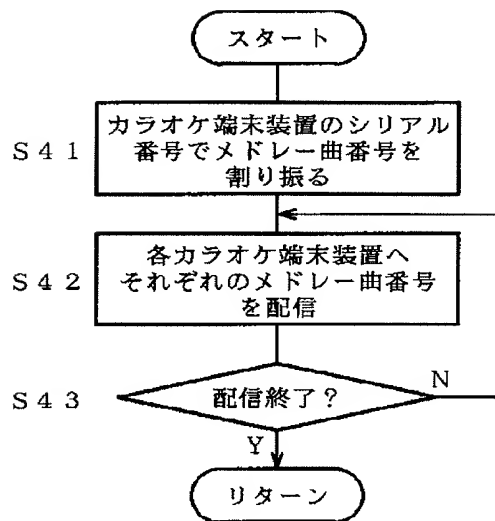 スタート
S41
カラオケ端末装置のシリアル
番号でメドレー曲番号を
割り振る
S42
各カラオケ端末装置へ
それぞれのメドレー曲番号
を配信
S43
配信終了？
N
Y
リターン